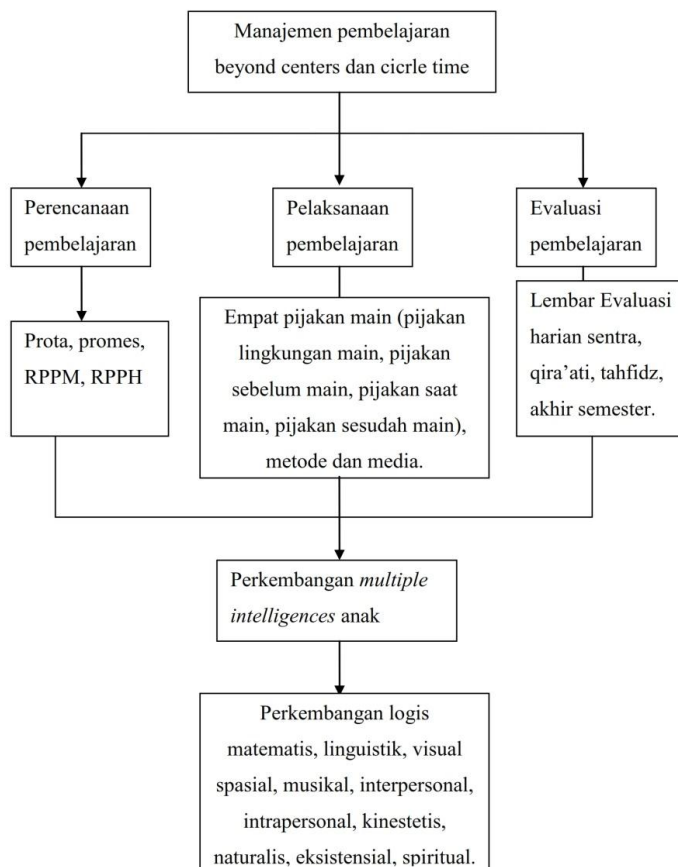 Manajemen pembelajaran
beyond centers dan cicrle time
Perencanaan
pembelajaran
Pelaksanaan
pembelajaran
Evaluasi
pembelajaran
Prota, promes,
RPPM, RPPH
Empat pijakan main (pijakan
lingkungan main, pijakan
sebelum main, pijakan saat
main, pijakan sesudah main),
metode dan media.
Lembar Evaluasi
harian sentra,
qira’ati, tahfidz,
akhir semester.
Perkembangan multiple
intelligences anak
Perkembangan logis
matematis, linguistik, visual
spasial, musikal, interpersonal,
intrapersonal, kinestetis,
naturalis, eksistensial, spiritual.